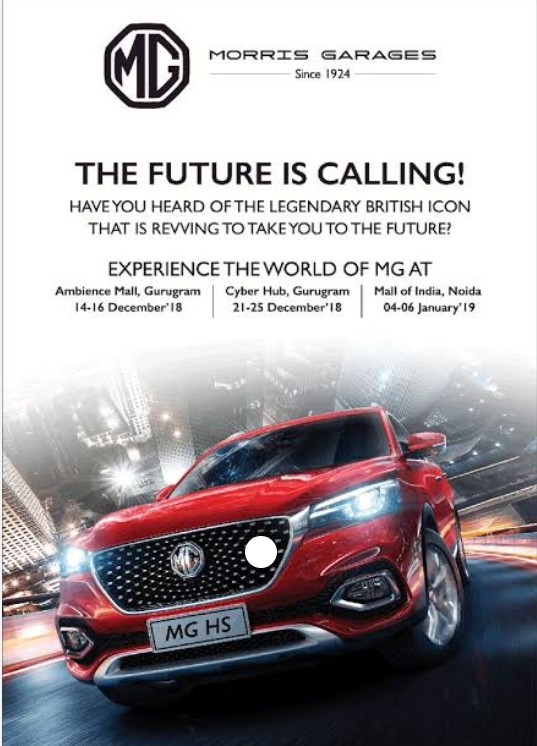 MG
MORRIS GARAGES
Since 1924
THE FUTURE IS CALLING!
HAVE YOU HEARD OF THE LEGENDARY BRITISH ICON
THAT IS REVVING TO TAKE YOU TO THE FUTURE?
EXPERIENCE THE WORLD OF MG AT
Ambience Mall, Gurugram
14-16 December'18
Cyber Hub, Gurugram
21-25 December'18
Mall of India, Noida
04-06 January'19
MG
MG HS